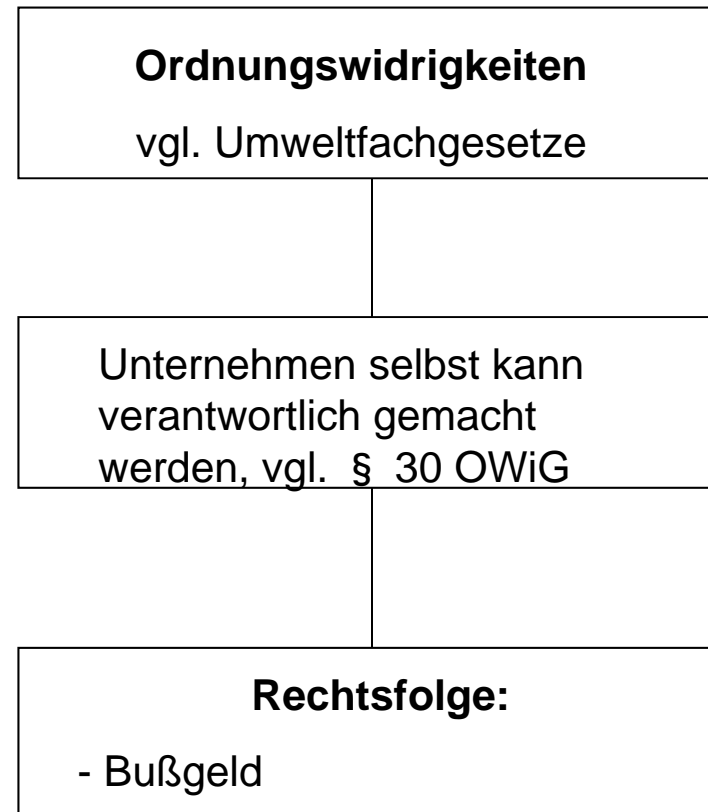 Ordnungswidrigkeiten
vgl. Umweltfachgesetze
Unternehmen selbst kann
verantwortlich gemacht
werden, vgl. § 30 OWiG
Rechtsfolge:
- Bußgeld